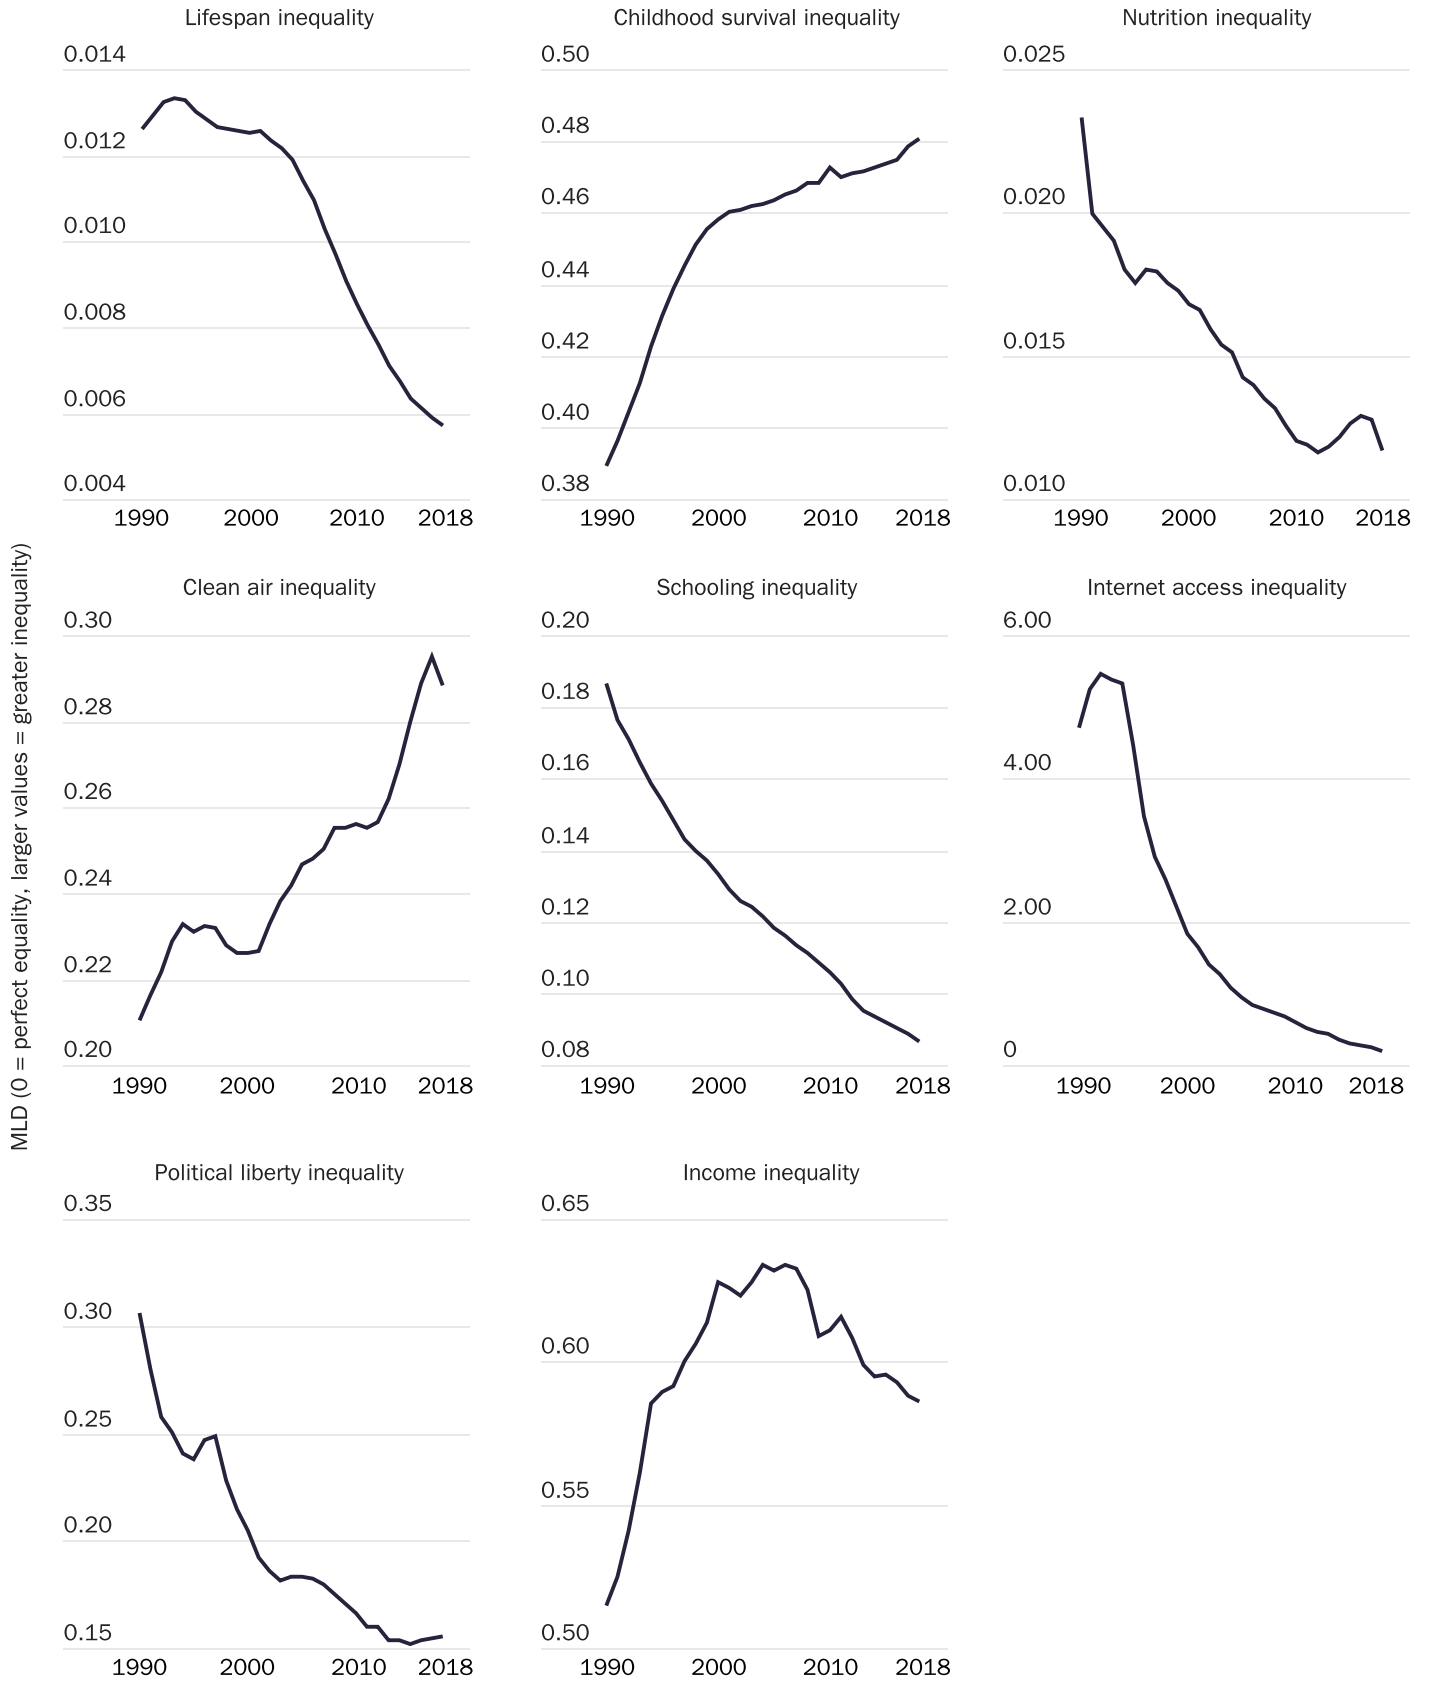 Lifespan inequality
0.014
0.012
0.010
0.008
0.006
0.004
1990 2000 2010 2018
Childhood survival inequality
0.50
0.48
0.46
0.44
0.42
0.40
0.38
1990 2000 2010 2018
Nutrition inequality
0.025
0.020
0.015
0.010
1990 2000 2010 2018
MLD (0 = perfect equality, larger values = greater inequality)
Clean air inequality
0.30
0.28
0.26
0.24
0.22
0.20
1990 2000 2010 2018
Schooling inequality
0.20
0.18
0.16
0.14
0.12
0.10
0.08
1990 2000 2010 2018
Internet access inequality
6.00
4.00
2.00
0
1990 2000 2010 2018
Political liberty inequality
0.35
0.30
0.25
0.20
0.15
1990 2000 2010 2018
Income inequality
0.65
0.60
0.55
0.50
1990 2000 2010 2018